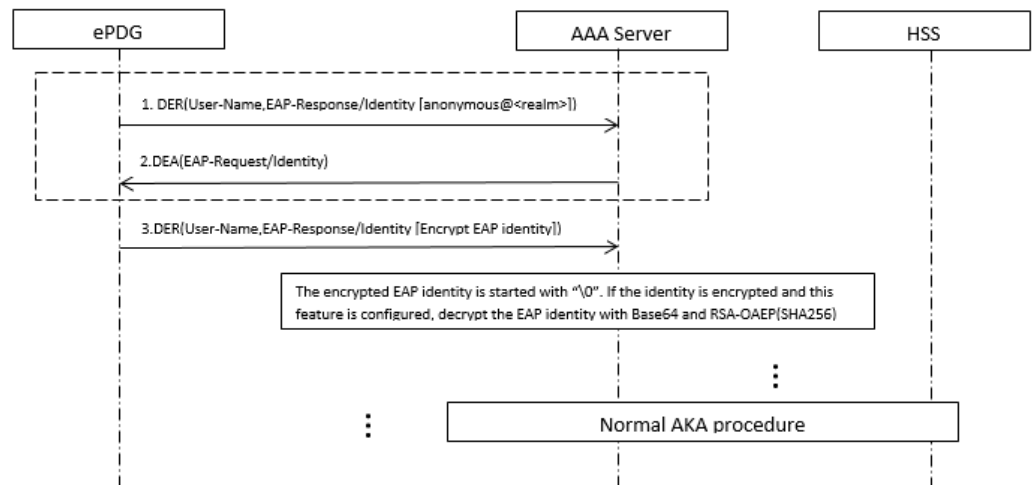 ePDG
AAA Server
HSS
1. DER(User-Name,EAP-Response/Identity [anonymous@<realm>])
2.DEA(EAP-Request/Identity)
3.DER(User-Name,EAP-Response/Identity [Encrypt EAP identity])
The encrypted EAP identity is started with “\0”. If the identity is encrypted and this
feature is configured, decrypt the EAP identity with Base64 and RSA-OAEP(SHA256)
Normal AKA procedure